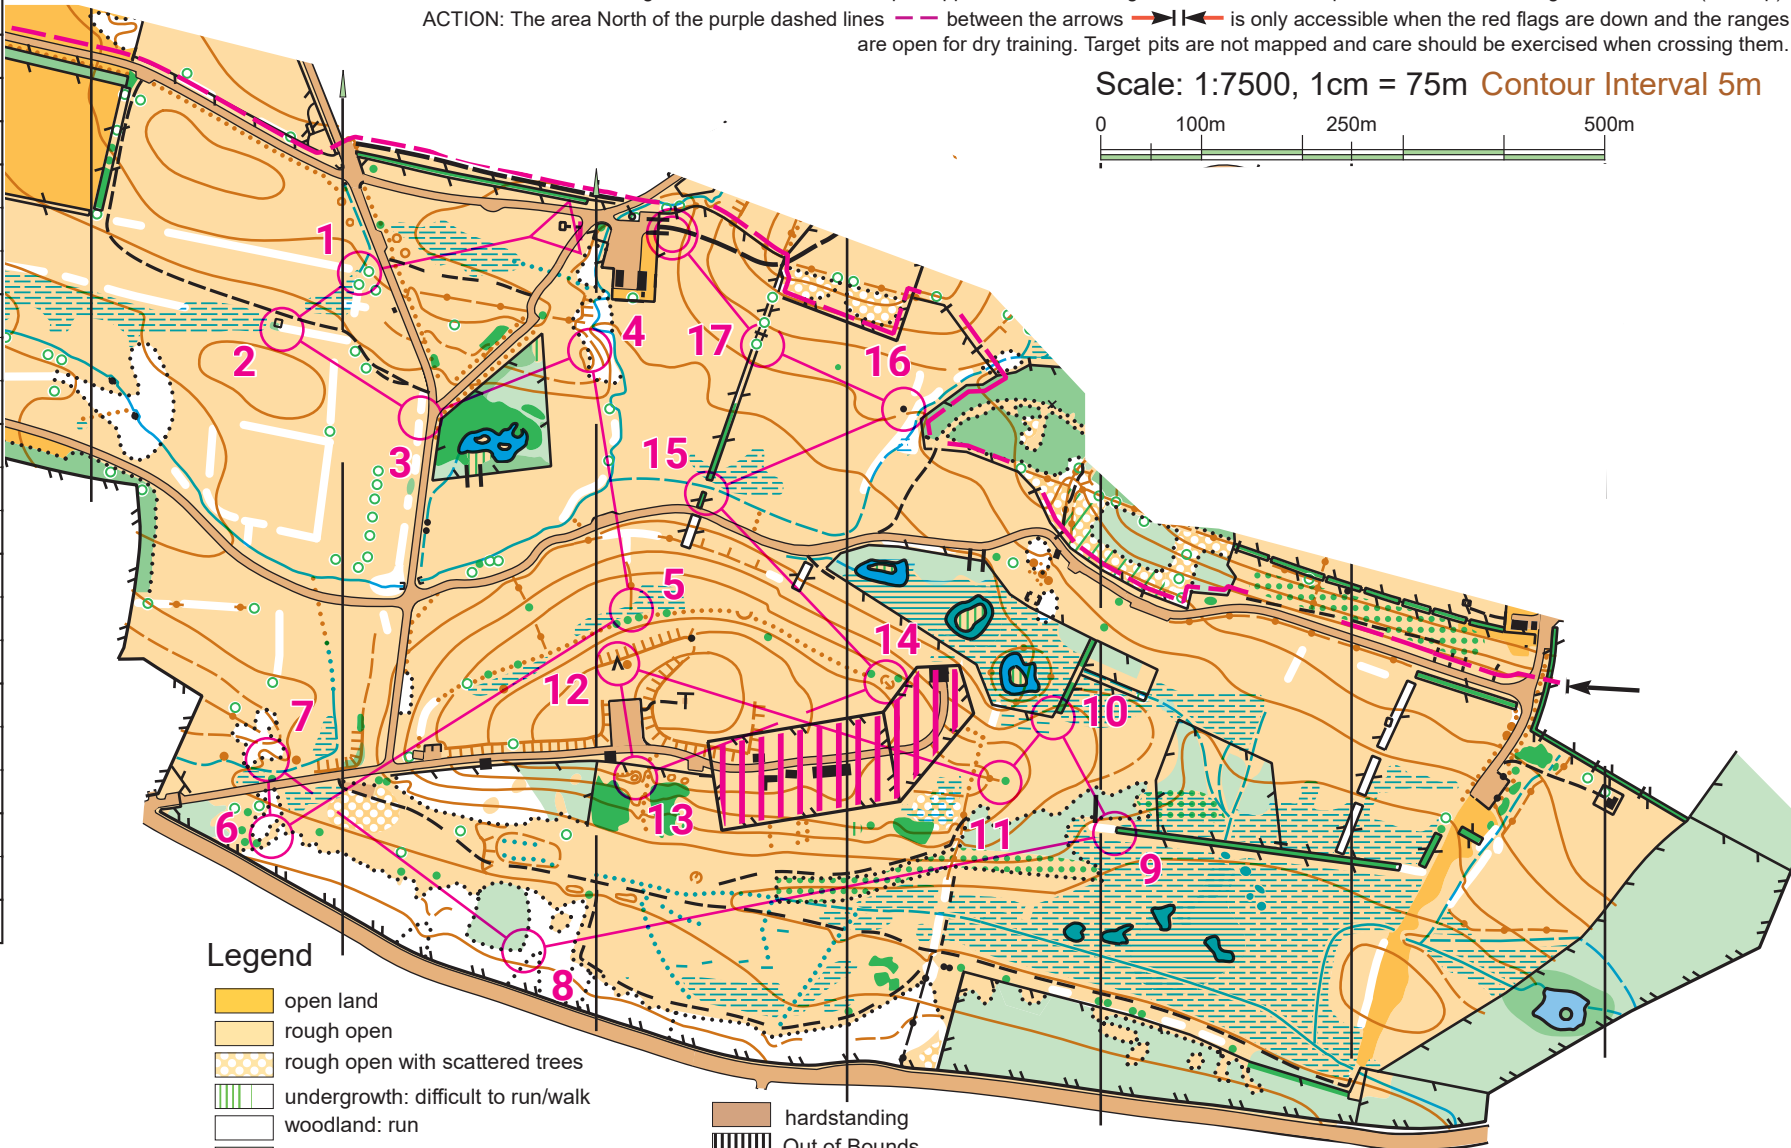 ACTION: The area North of the purple dashed lines between the arrows is only accessible when the red flags are down and the ranges
are open for dry training. Target pits are not mapped and care should be exercised when crossing them.
Scale: 1:7500, 1cm = 75m Contour Interval 5m
0 100m 250m 500m
1
2
3
4
17
16
15
5
14
12
7
10
6
13
11
9
8
Legend
open land
rough open
rough open with scattered trees
undergrowth: difficult to run/walk
woodland: run
hardstanding
Out of Bounds